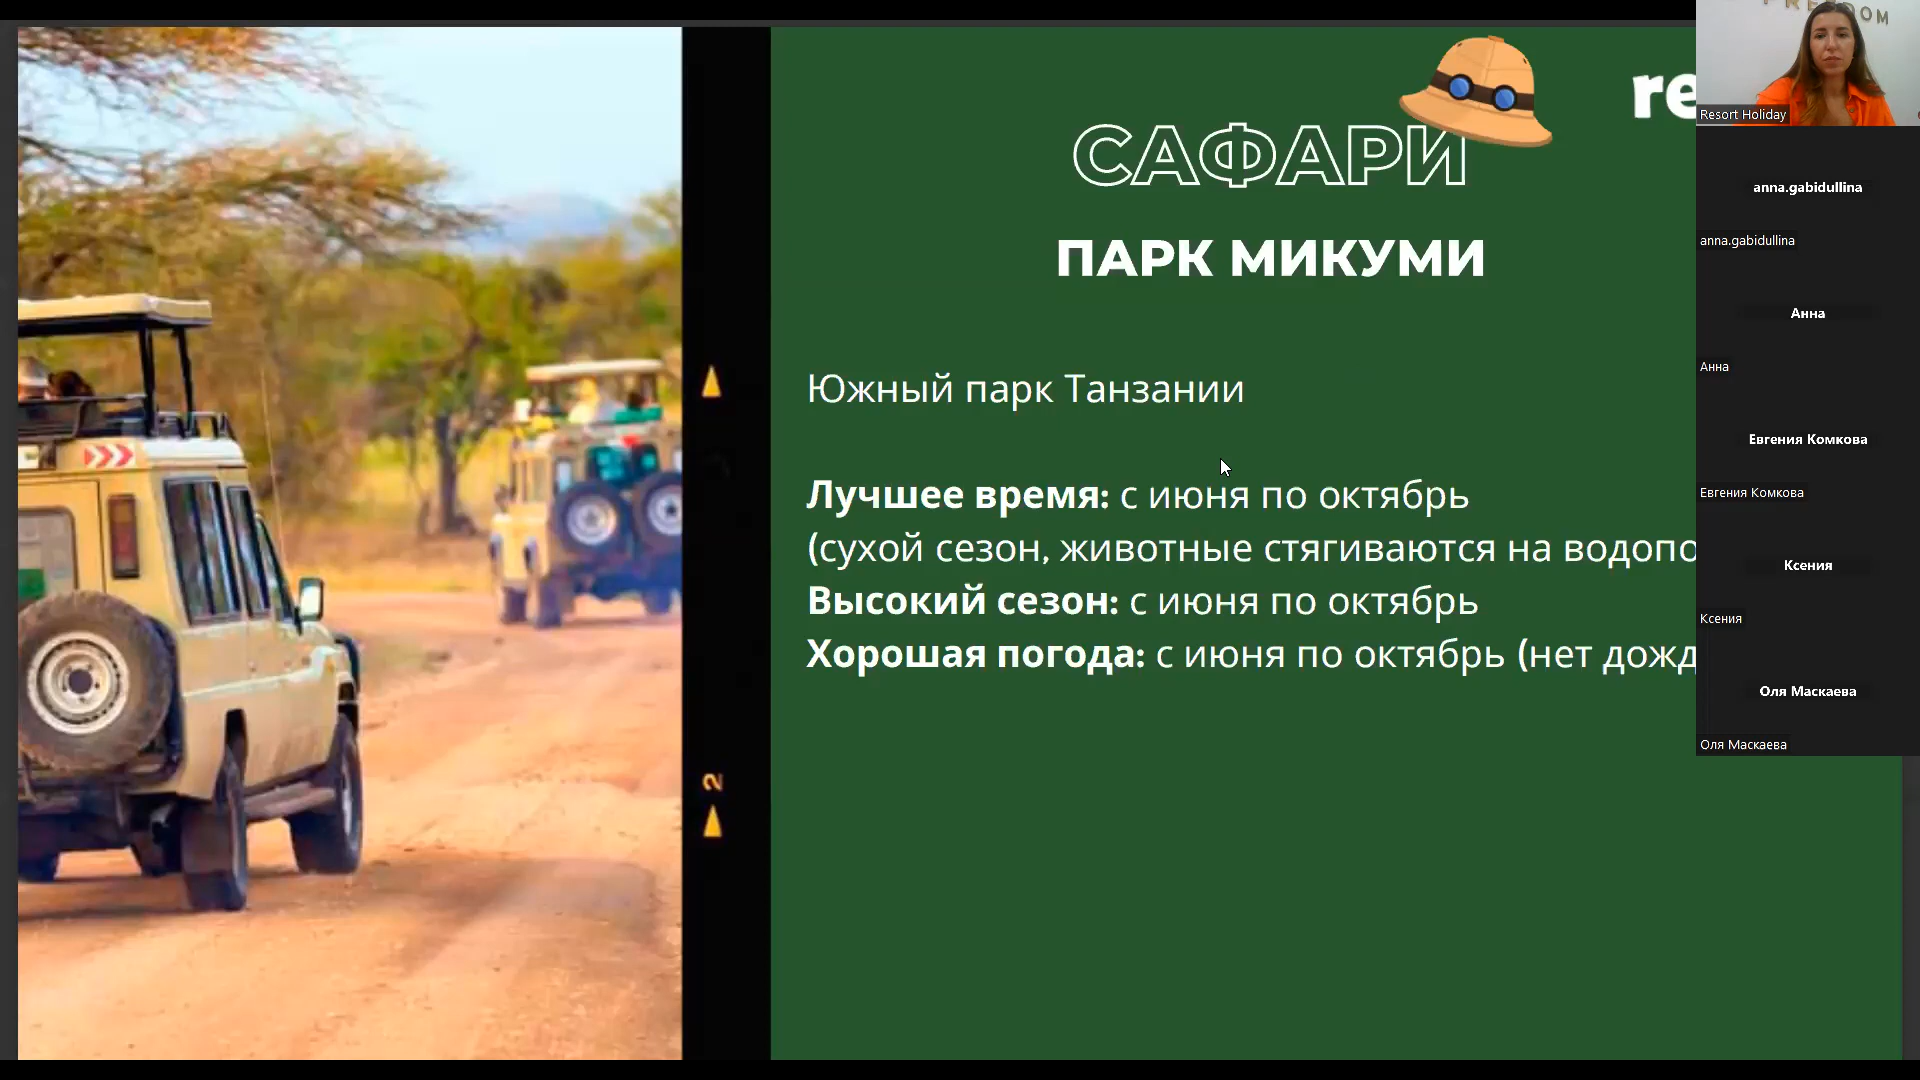 САФАРИ
ПАРК МИКУМИ
Южный парк Танзании
Лучшее время: с июня по октябрь
(сухой сезон, животные стягиваются на водопо
Высокий сезон: с июня по октябрь
Хорошая погода: с июня по октябрь (нет дожд
2
re
FREEDOM
Resort Holiday
anna.gabidullina
anna.gabidullina
Анна
Анна
Евгения Комкова
Евгения Комкова
Ксения
Ксения
Оля Маскаева
Оля Маскаева